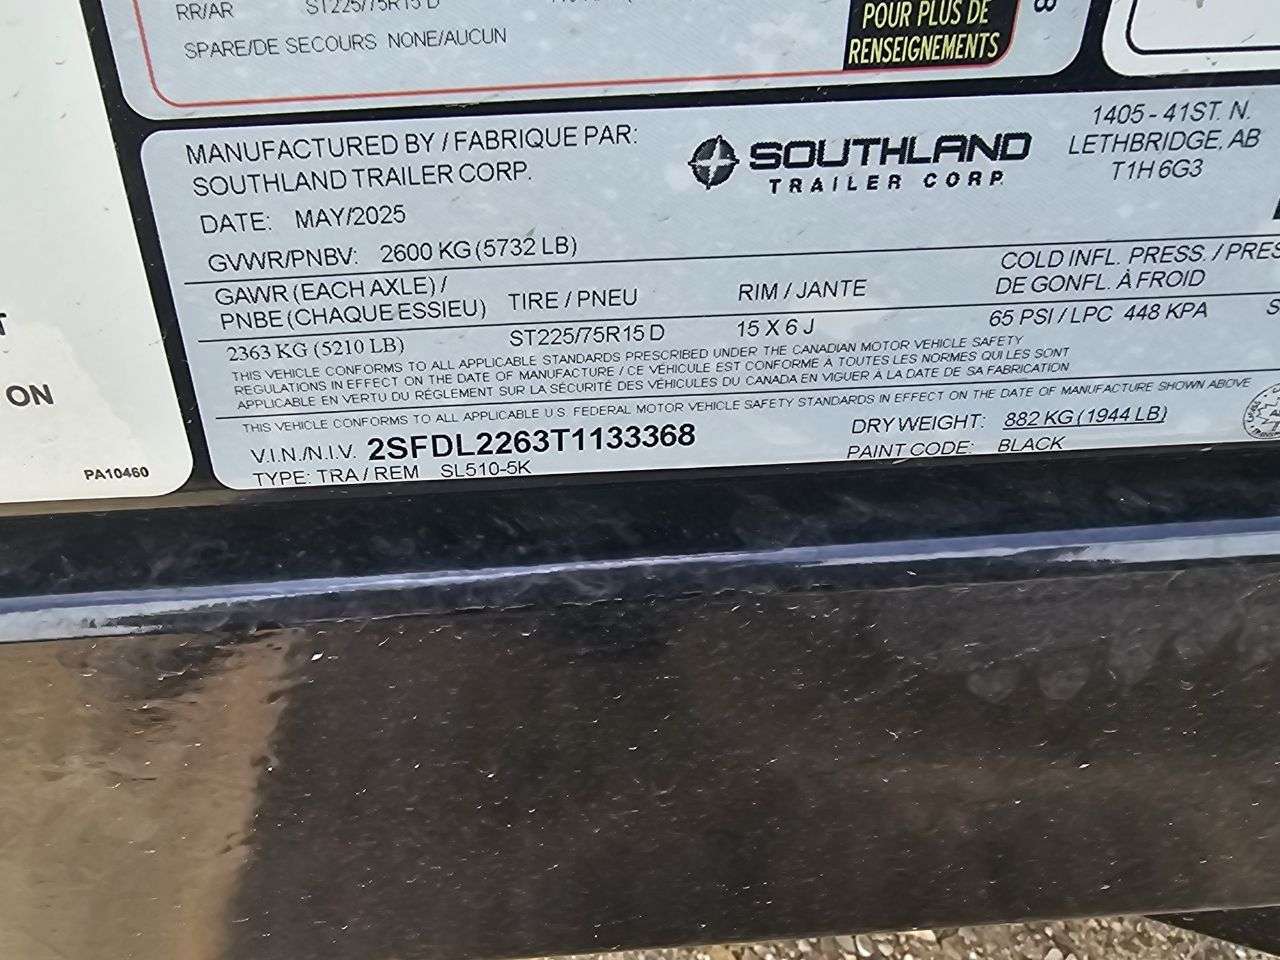 RR/AR ST225/75R15 D
SPARE/DE SECOURS NONE/AUCUN
POUR PLUS DE
RENSEIGNEMENTS
MANUFACTURED BY / FABRIQUE PAR:
SOUTHLAND TRAILER CORP.
DATE: MAY/2025
GVWR/PNBV: 2600 KG (5732 LB)
SOUTHLAND
TRAILER CORP.
1405 - 41ST. N.
LETHBRIDGE, AB
T1H 6G3
GAWR (EACH AXLE) /
PNBE (CHAQUE ESSIEU)
TIRE / PNEU
RIM / JANTE
COLD INFL. PRESS. / PRES
DE GONFL. À FROID
2363 KG (5210 LB)
ST225/75R15 D
15 X 6 J
65 PSI / LPC 448 KPA
THIS VEHICLE CONFORMS TO ALL APPLICABLE STANDARDS PRESCRIBED UNDER THE CANADIAN MOTOR VEHICLE SAFETY
REGULATIONS IN EFFECT ON THE DATE OF MANUFACTURE / CE VÉHICULE EST CONFORME À TOUTES LES NORMES QUI LES SONT
APPLICABLE EN VERTU DU RÈGLEMENT SUR LA SÉCURITÉ DES VÉHICULES DU CANADA EN VIGUER À LA DATE DE SA FABRICATION
THIS VEHICLE CONFORMS TO ALL APPLICABLE U.S. FEDERAL MOTOR VEHICLE SAFETY STANDARDS IN EFFECT ON THE DATE OF MANUFACTURE SHOWN ABOVE
V.I.N./N.I.V. 2SFDL2263T1133368
TYPE: TRA / REM SL510-5K
DRY WEIGHT: 882 KG (1944 LB)
PAINT CODE: BLACK
ON
PA10460